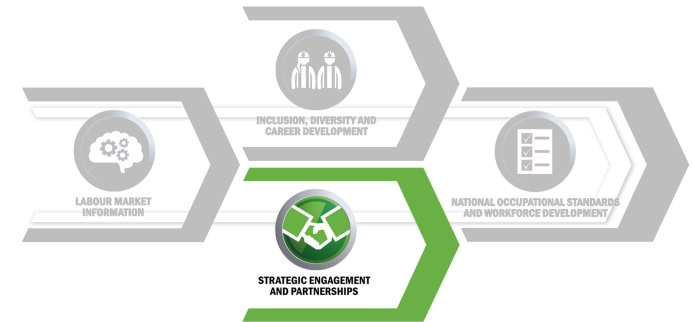 INCLUSION, DIVERSITY AND
CAREER DEVELOPMENT
LABOUR MARKET
INFORMATION
NATIONAL OCCUPATIONAL STANDARDS
AND WORKFORCE DEVELOPMENT
STRATEGIC ENGAGEMENT
AND PARTNERSHIPS